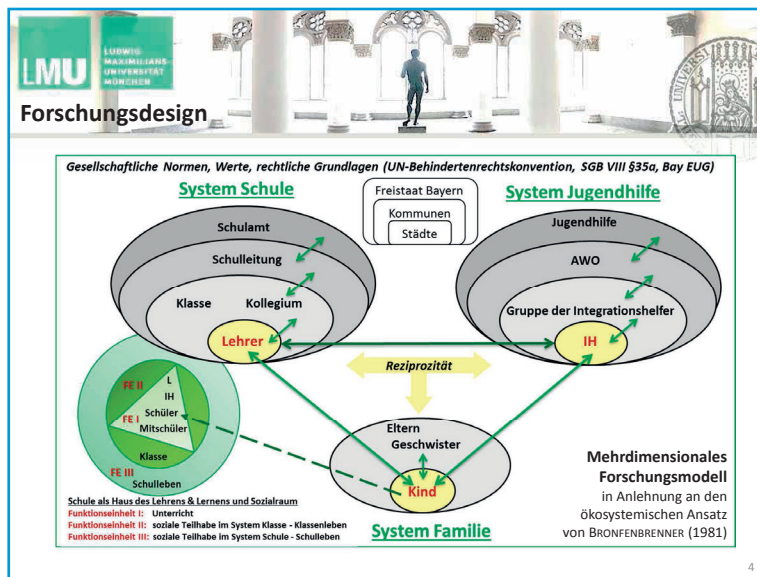 LMU
LUDWIG
MAXIMILIANS
UNIVERSITÄT
MÜNCHEN
Forschungsdesign
Gesellschaftliche Normen, Werte, rechtliche Grundlagen (UN-Behindertenrechtskonvention, SGB VIII §35a, Bay EUG)
System Schule
Schulamt
Schulleitung
Klasse
Kollegium
Lehrer
Freistaat Bayern
Kommunen
Städte
System Jugendhilfe
Jugendhilfe
AWO
Gruppe der Integrationshelfer
IH
Reziprozität
FE II
L
IH
FE I
Schüler
Mitschüler
Klasse
FE III
Schulleben
Eltern
Geschwister
Kind
System Familie
Schule als Haus des Lehrens & Lernens und Sozialraum
Funktionseinheit I: Unterricht
Funktionseinheit II: soziale Teilhabe im System Klasse - Klassenleben
Funktionseinheit III: soziale Teilhabe im System Schule - Schulleben
Mehrdimensionales
Forschungsmodell
in Anlehnung an den
ökosystemischen Ansatz
von BRONFENBRENNER (1981)
4